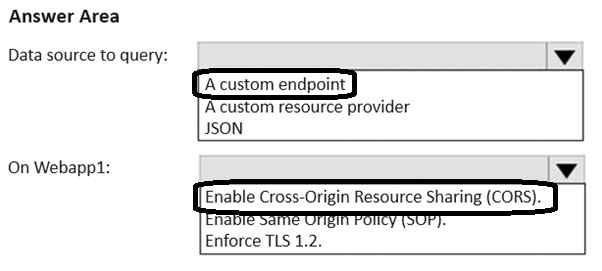 Answer Area
Data source to query:
A custom endpoint
A custom resource provider
JSON
On Webapp1:
Enable Cross-Origin Resource Sharing (CORS).
Enable Same Origin Policy (SOP).
Enforce TLS 1.2.